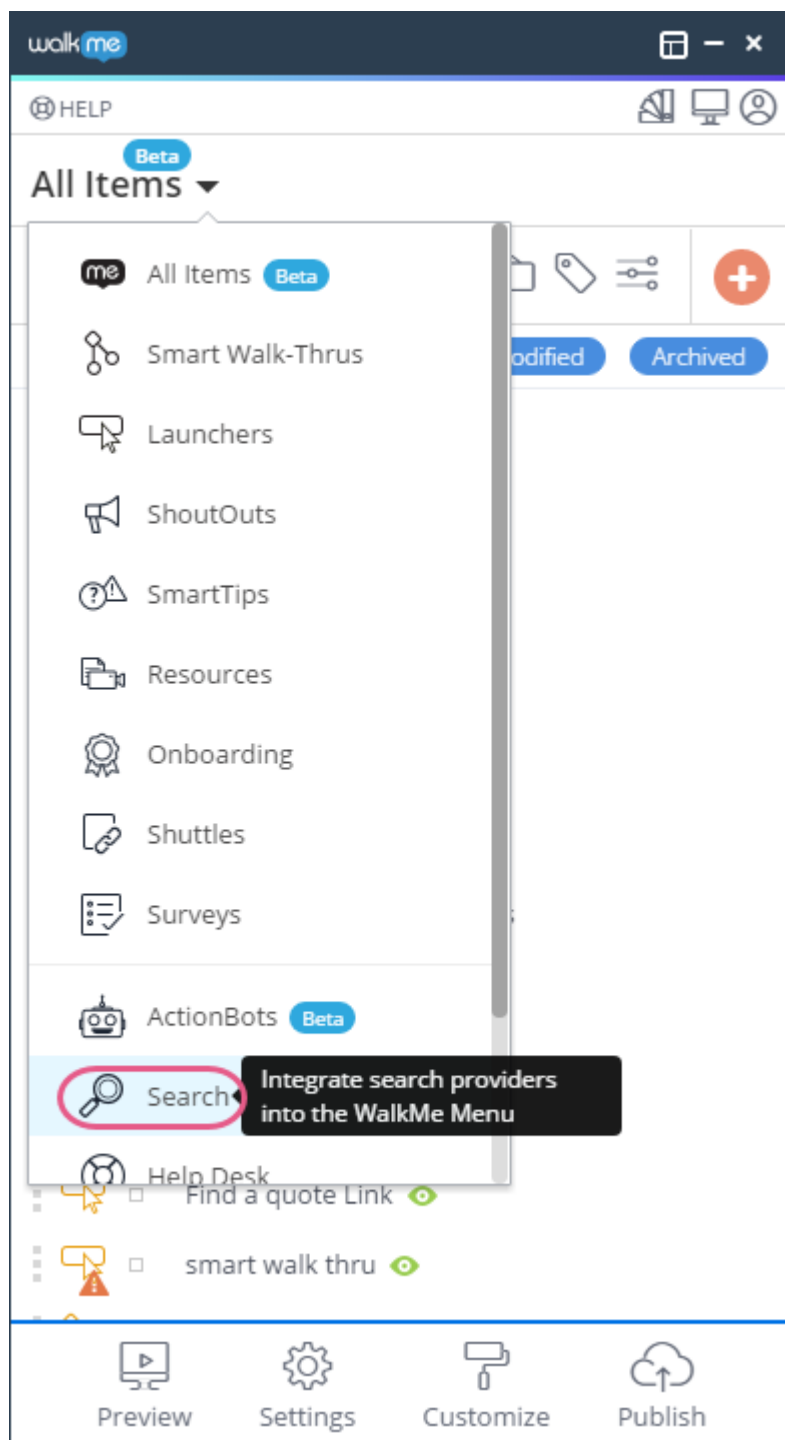 walkme
HELP
Beta
All Items
All Items Beta
Smart Walk-Thrus
odified Archived
Launchers
ShoutOuts
SmartTips
Resources
Onboarding
Shuttles
Surveys
ActionBots Beta
Search
Integrate search providers
into the WalkMe Menu
Help Desk
Find a quote Link
smart walk thru
Preview Settings Customize Publish